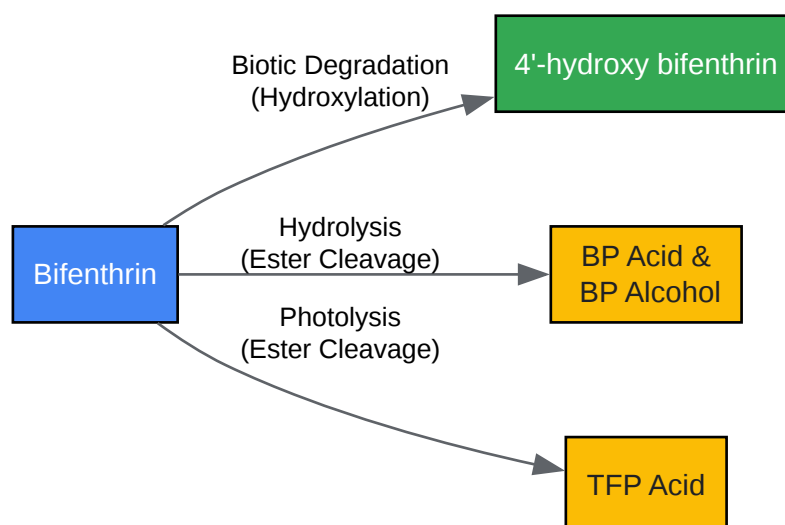 4'-hydroxy bifenthrin
Biotic Degradation
(Hydroxylation)
Bifenthrin
Hydrolysis
(Ester Cleavage)
BP Acid &
BP Alcohol
Photolysis
(Ester Cleavage)
TFP Acid